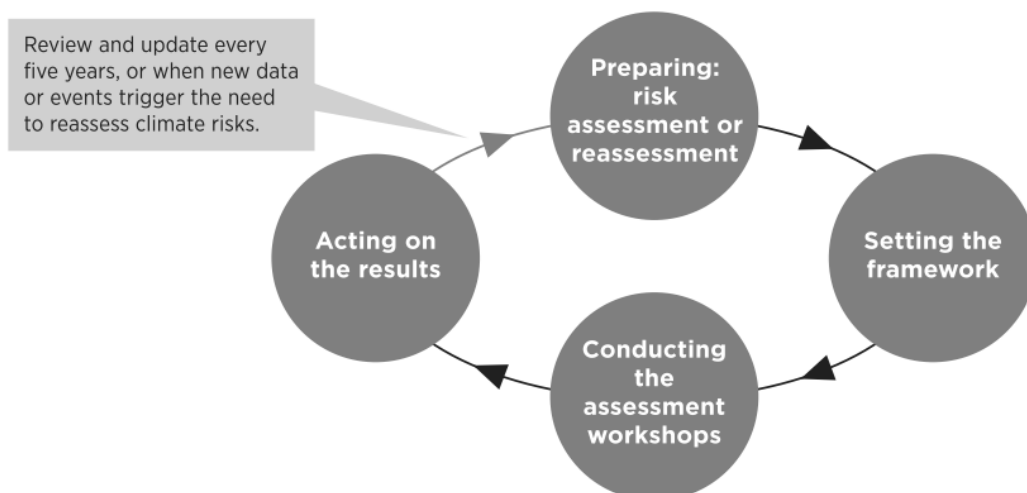 Review and update every
five years, or when new data
or events trigger the need
to reassess climate risks.
Preparing:
risk
assessment or
reassessment
Setting the
framework
Conducting
the
assessment
workshops
Acting on
the results